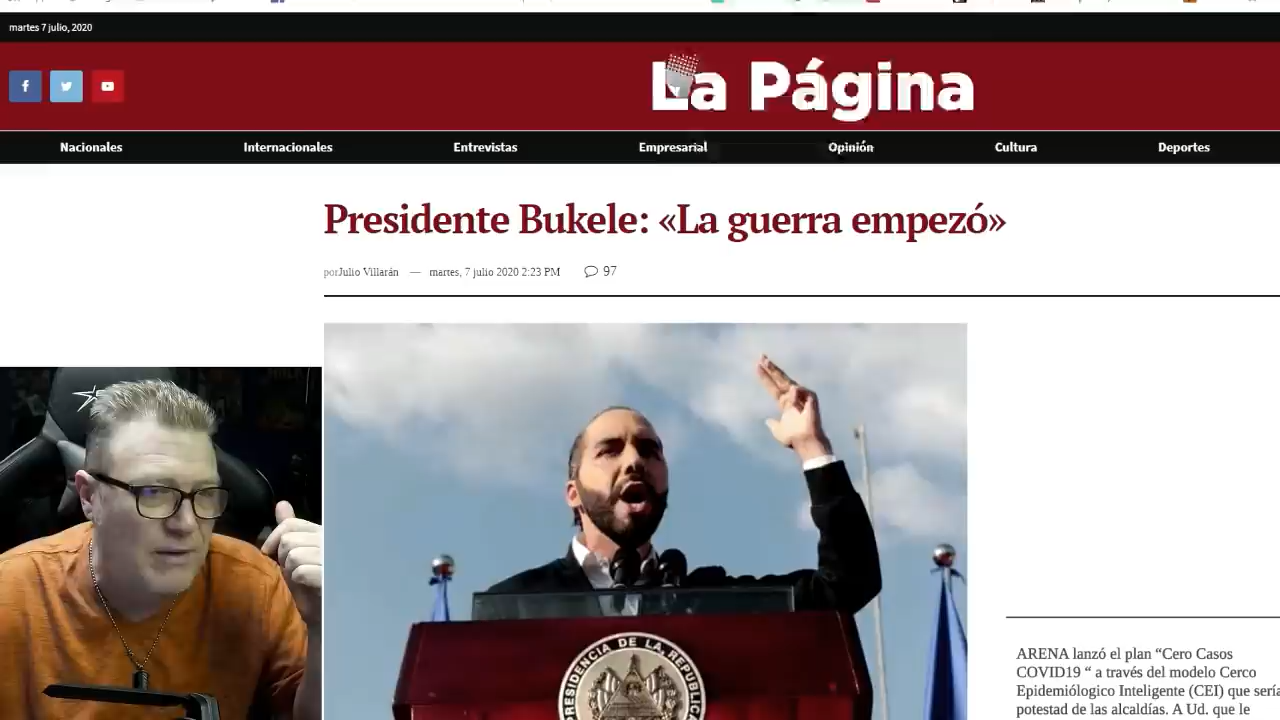 martes 7 julio, 2020
La Página
Nacionales
Internacionales
Entrevistas
Empresarial
Opinión
Cultura
Deportes
Presidente Bukele: «La guerra empezó»
porJulio Villarán — martes, 7 julio 2020 2:23 PM 97
PRESIDENCIA DE LA REPUBLICA
ARENA lanzó el plan “Cero Casos
COVID19 “ a través del modelo Cerco
Epidemiólogico Inteligente (CEI) que sería
potestad de las alcaldías. A Ud. que le